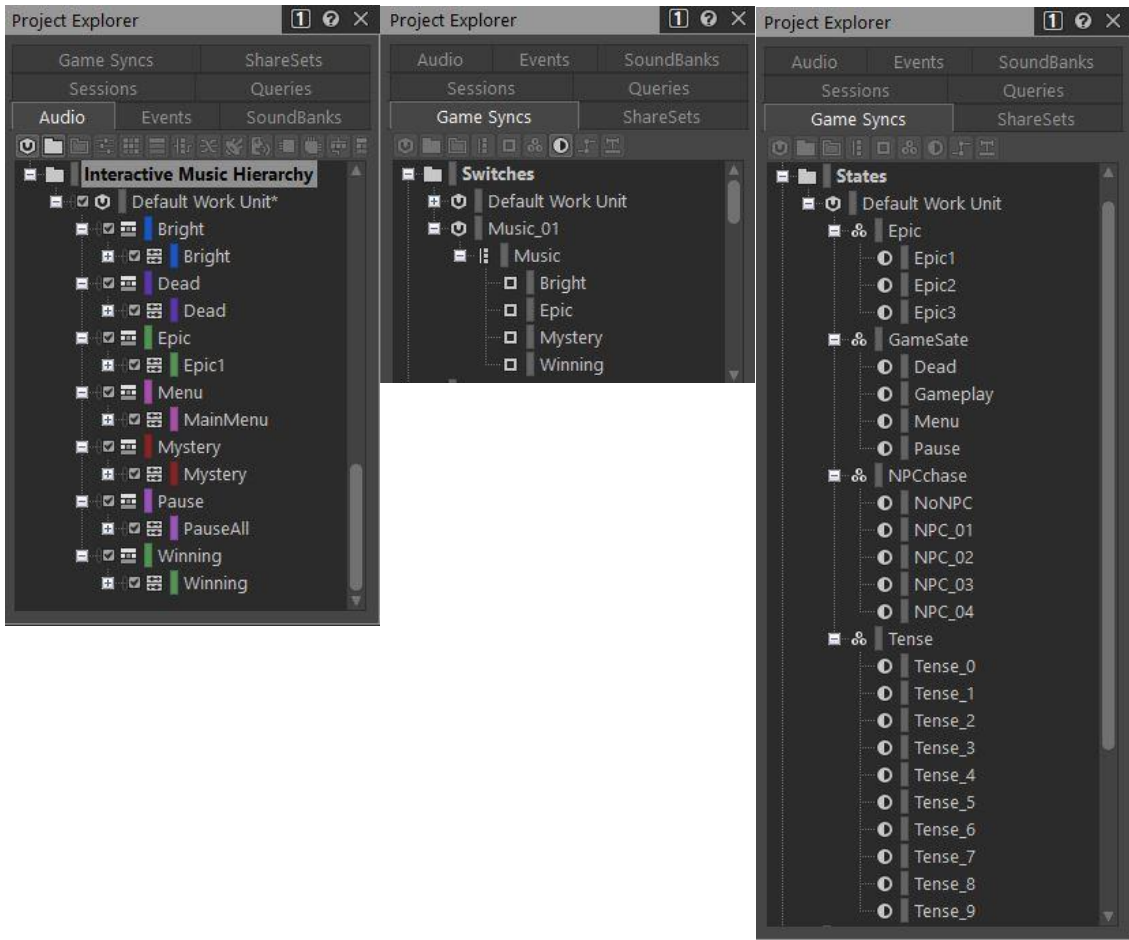 Project Explorer 1
Game Syncs ShareSets
Sessions Queries
Audio Events SoundBanks
Interactive Music Hierarchy
Default Work Unit*
Bright
Bright
Dead
Dead
Epic
Epic1
Menu
MainMenu
Mystery
Mystery
Pause
PauseAll
Winning
Winning
Project Explorer 1
Audio Events SoundBanks
Sessions Queries
Game Syncs ShareSets
Switches
Default Work Unit
Music_01
Music
Bright
Epic
Mystery
Winning
Project Explorer 1
Audio Events SoundBanks
Sessions Queries
Game Syncs ShareSets
States
Default Work Unit
Epic
Epic1
Epic2
Epic3
GameSate
Dead
Gameplay
Menu
Pause
NPCchase
NoNPC
NPC_01
NPC_02
NPC_03
NPC_04
Tense
Tense_0
Tense_1
Tense_2
Tense_3
Tense_4
Tense_5
Tense_6
Tense_7
Tense_8
Tense_9